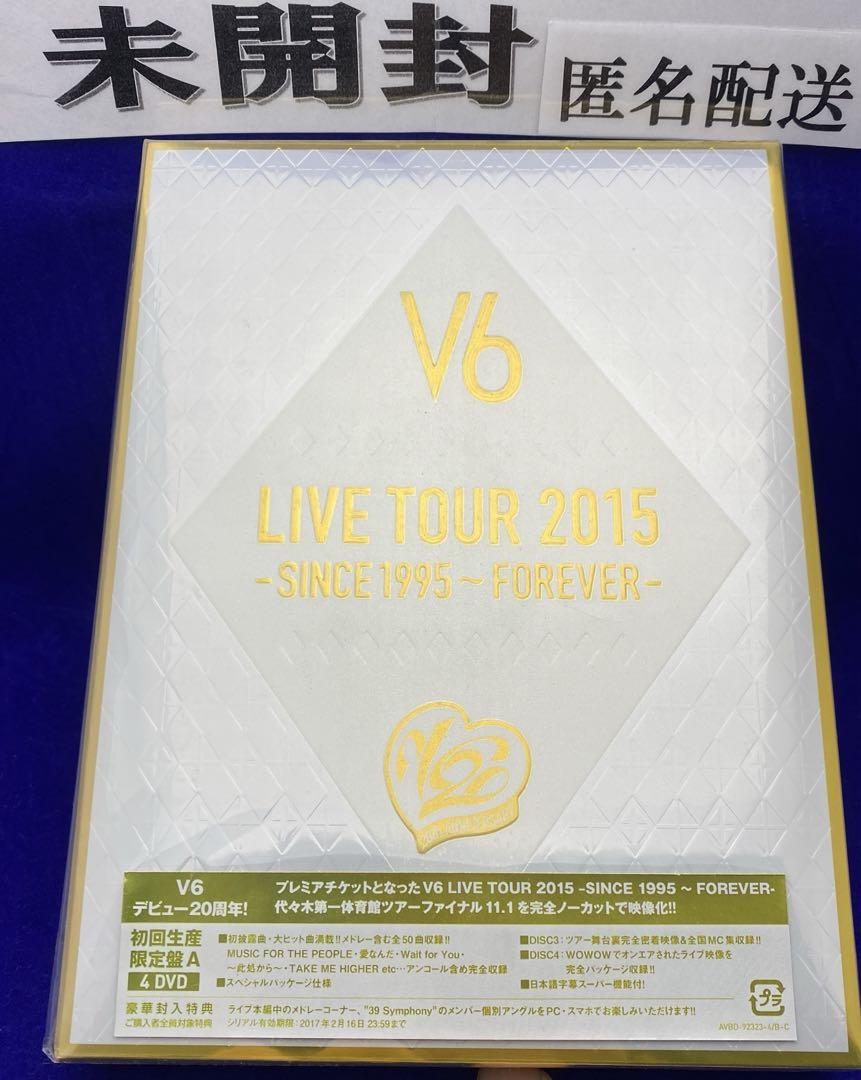 未開封
匿名配送
V6
LIVE TOUR 2015
-SINCE 1995～FOREVER-
V6
デビュー20周年!
プレミアチケットとなったV6 LIVE TOUR 2015 -SINCE 1995～FOREVER-
代々木第一体育館ツアーファイナル11.1を完全ノーカットで映像化!!
初回生産
限定盤A
4 DVD
■初披露曲・大ヒット曲満載!!メドレー含む全50曲収録!!
MUSIC FOR THE PEOPLE・愛なんだ・Wait for You・
～此処から～・TAKE ME HIGHER etc…アンコール含め完全収録
■スペシャルパッケージ仕様
■DISC3：ツアー舞台裏完全密着映像&全国MC集収録!!
■DISC4：WOWOWでオンエアされたライブ映像を
完全パッケージ収録!!
■日本語字幕スーパー機能付!
豪華封入特典
ご購入者全員対象特典
ライブ本編中のメドレーコーナー、"39 Symphony"のメンバー個別アングルをPC・スマホでお楽しみいただけます!!
シリアル有効期限：2017年2月16日 23:59まで
プラ
AVBD-92323-4/B-C